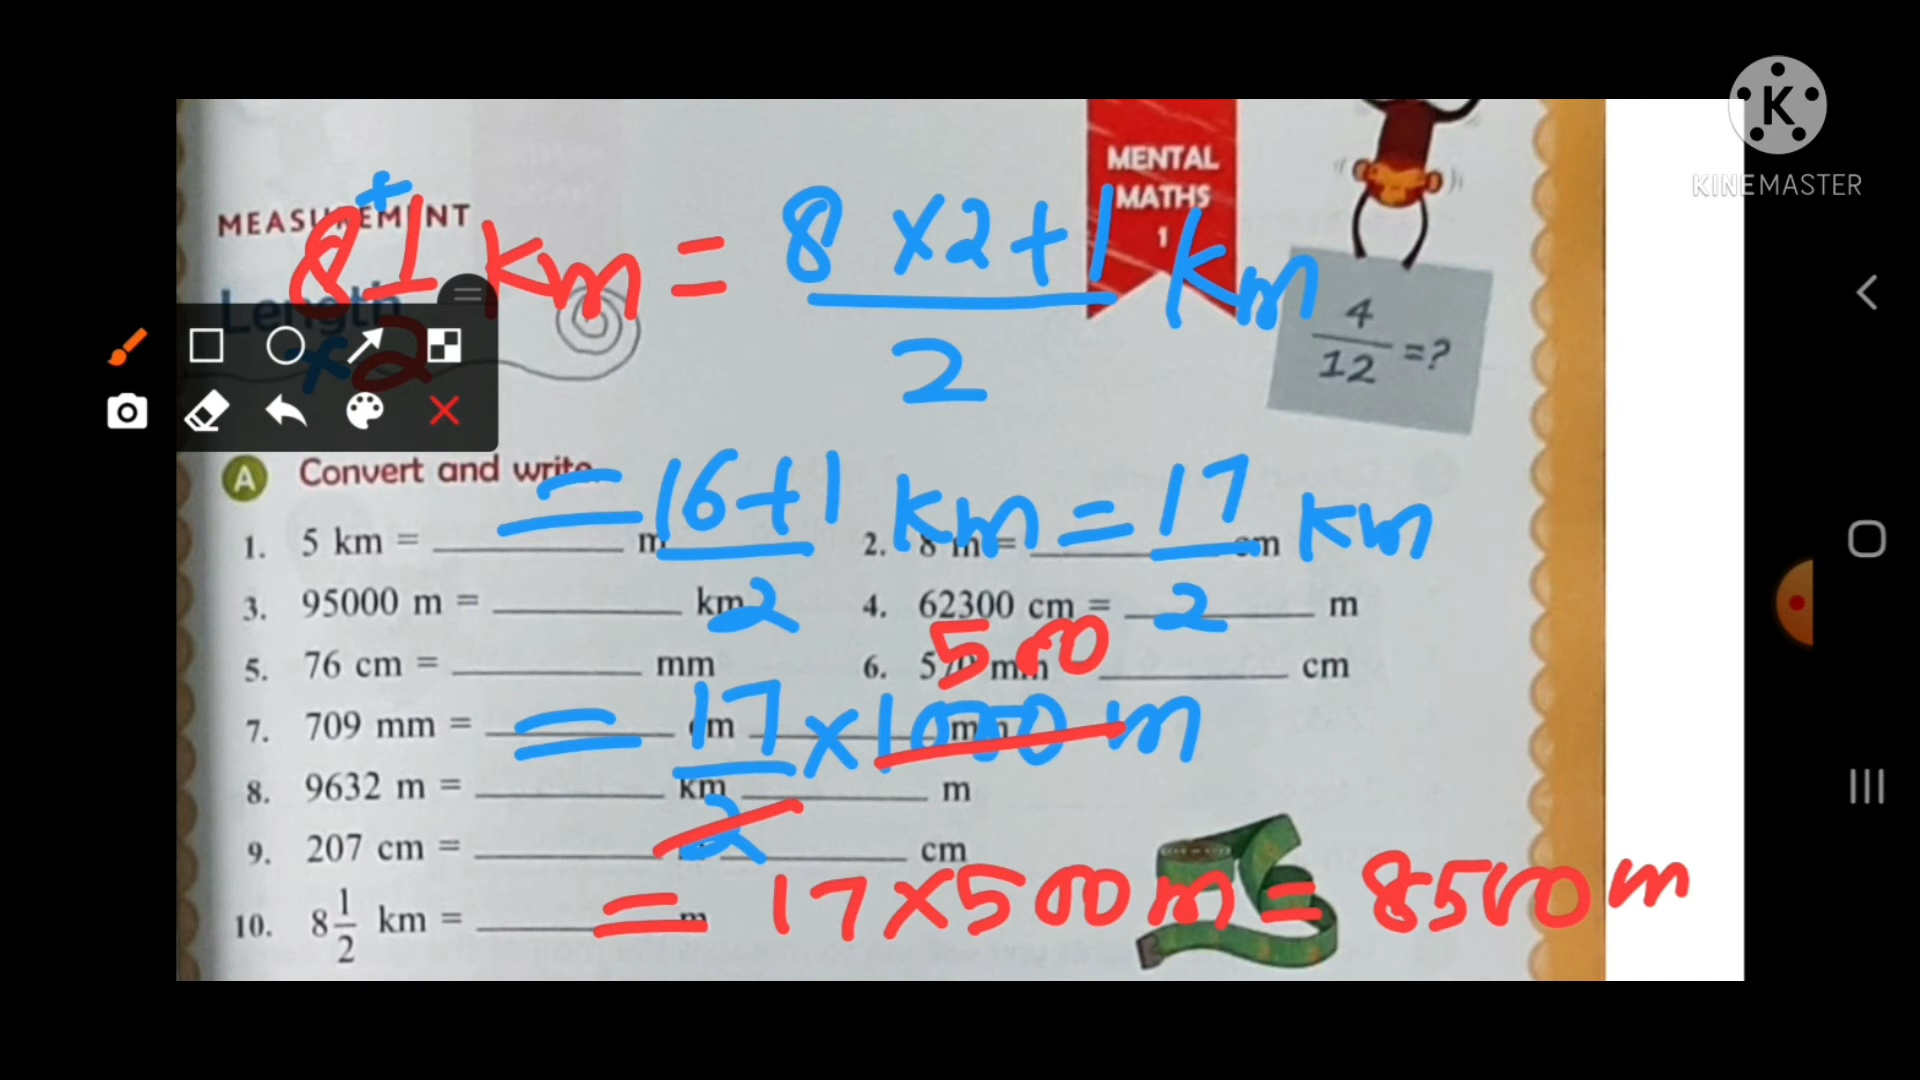 KINEMASTER
MENTAL
MATHS
1
MEASUREMENT
Length
8 1/2 km = 8 × 2 + 1 / 2 km
4/12 = ?
= 16 + 1 / 2 km = 17/2 km
= 17/2 × 1000 m
500
= 17 × 500 m = 8500 m
A Convert and write
1. 5 km = ____ m
2. 8 m = ____ cm
3. 95000 m = ____ km
4. 62300 cm = ____ m
5. 76 cm = ____ mm
6. 570 mm ____ cm
7. 709 mm = ____ cm ____ mm
8. 9632 m = ____ km ____ m
9. 207 cm = ____ ____ cm
10. 8 1/2 km = ____ m